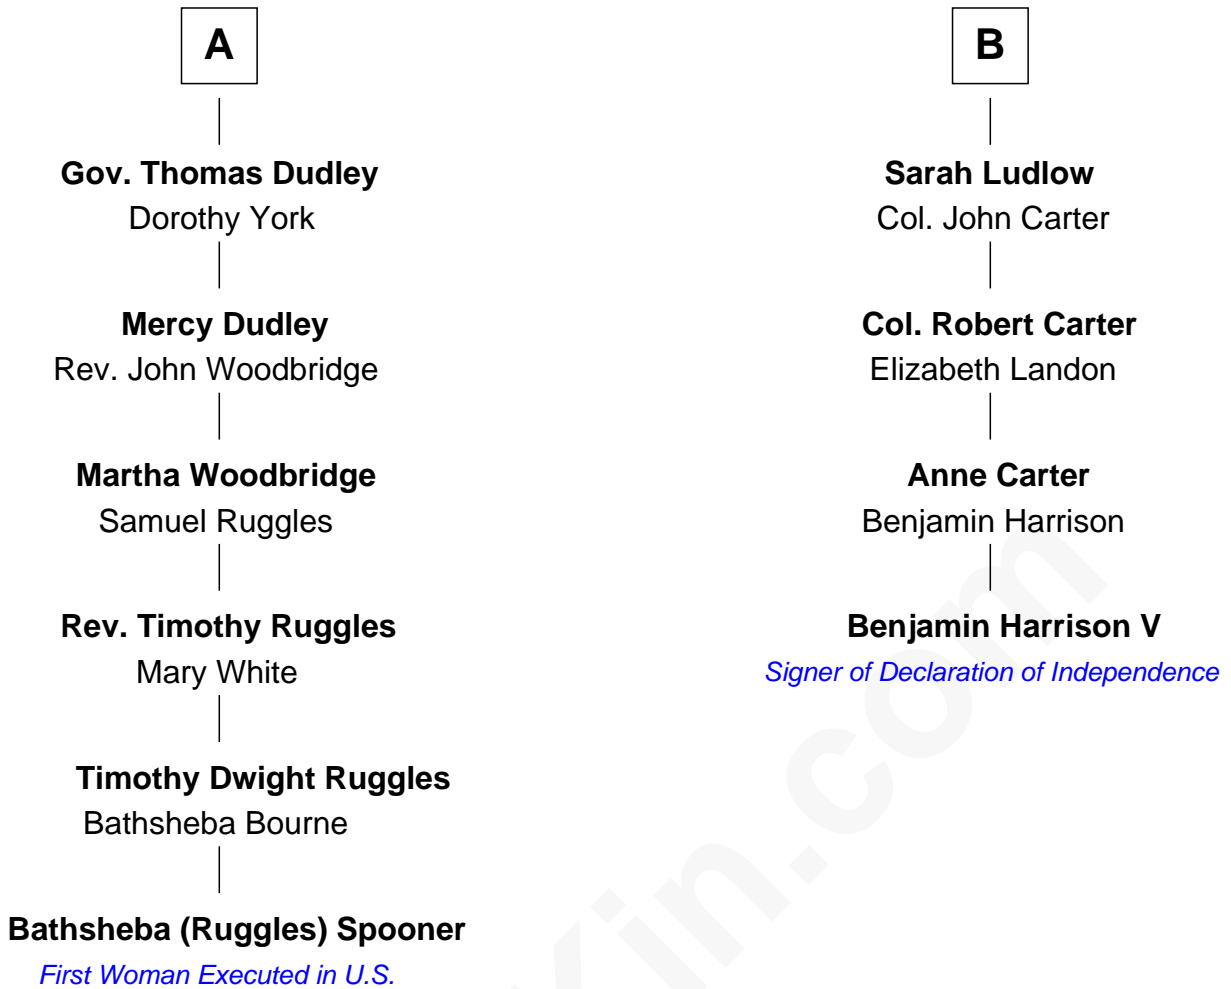 A
Gov. Thomas Dudley
Dorothy York
Mercy Dudley
Rev. John Woodbridge
Martha Woodbridge
Samuel Ruggles
Rev. Timothy Ruggles
Mary White
Timothy Dwight Ruggles
Bathsheba Bourne
Bathsheba (Ruggles) Spooner
First Woman Executed in U.S.
B
Sarah Ludlow
Col. John Carter
Col. Robert Carter
Elizabeth Landon
Anne Carter
Benjamin Harrison
Benjamin Harrison V
Signer of Declaration of Independence
Kin.com